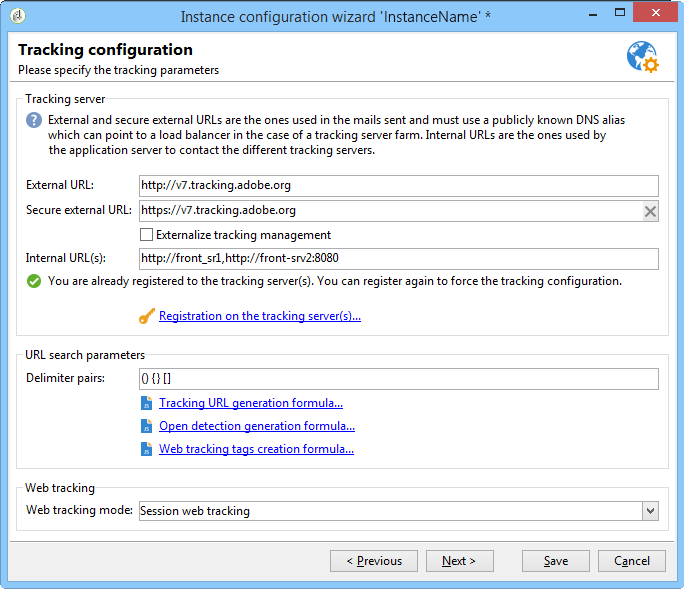 Instance configuration wizard 'InstanceName' *
Tracking configuration
Please specify the tracking parameters
Tracking server
External and secure external URLs are the ones used in the mails sent and must use a publicly known DNS alias
which can point to a load balancer in the case of a tracking server farm. Internal URLs are the ones used by
the application server to contact the different tracking servers.
External URL: http://v7.tracking.adobe.org
Secure external URL: https://v7.tracking.adobe.org
Externalize tracking management
Internal URL(s): http://front_sr1,http://front-srv2:8080
You are already registered to the tracking server(s). You can register again to force the tracking configuration.
Registration on the tracking server(s)...
URL search parameters
Delimiter pairs: () {} []
Tracking URL generation formula...
Open detection generation formula...
Web tracking tags creation formula...
Web tracking
Web tracking mode: Session web tracking
< Previous Next > Save Cancel